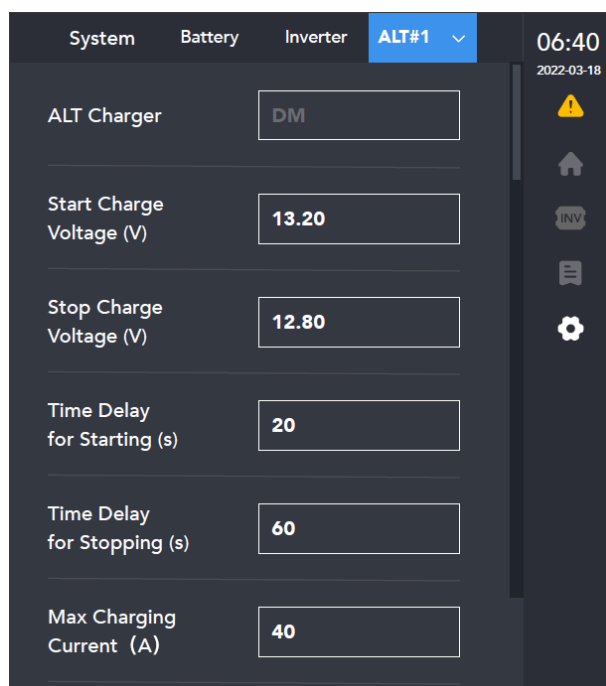 System Battery Inverter ALT#1
06:40
2022-03-18
ALT Charger
DM
Start Charge
Voltage (V)
13.20
Stop Charge
Voltage (V)
12.80
Time Delay
for Starting (s)
20
Time Delay
for Stopping (s)
60
Max Charging
Current（A）
40
INV